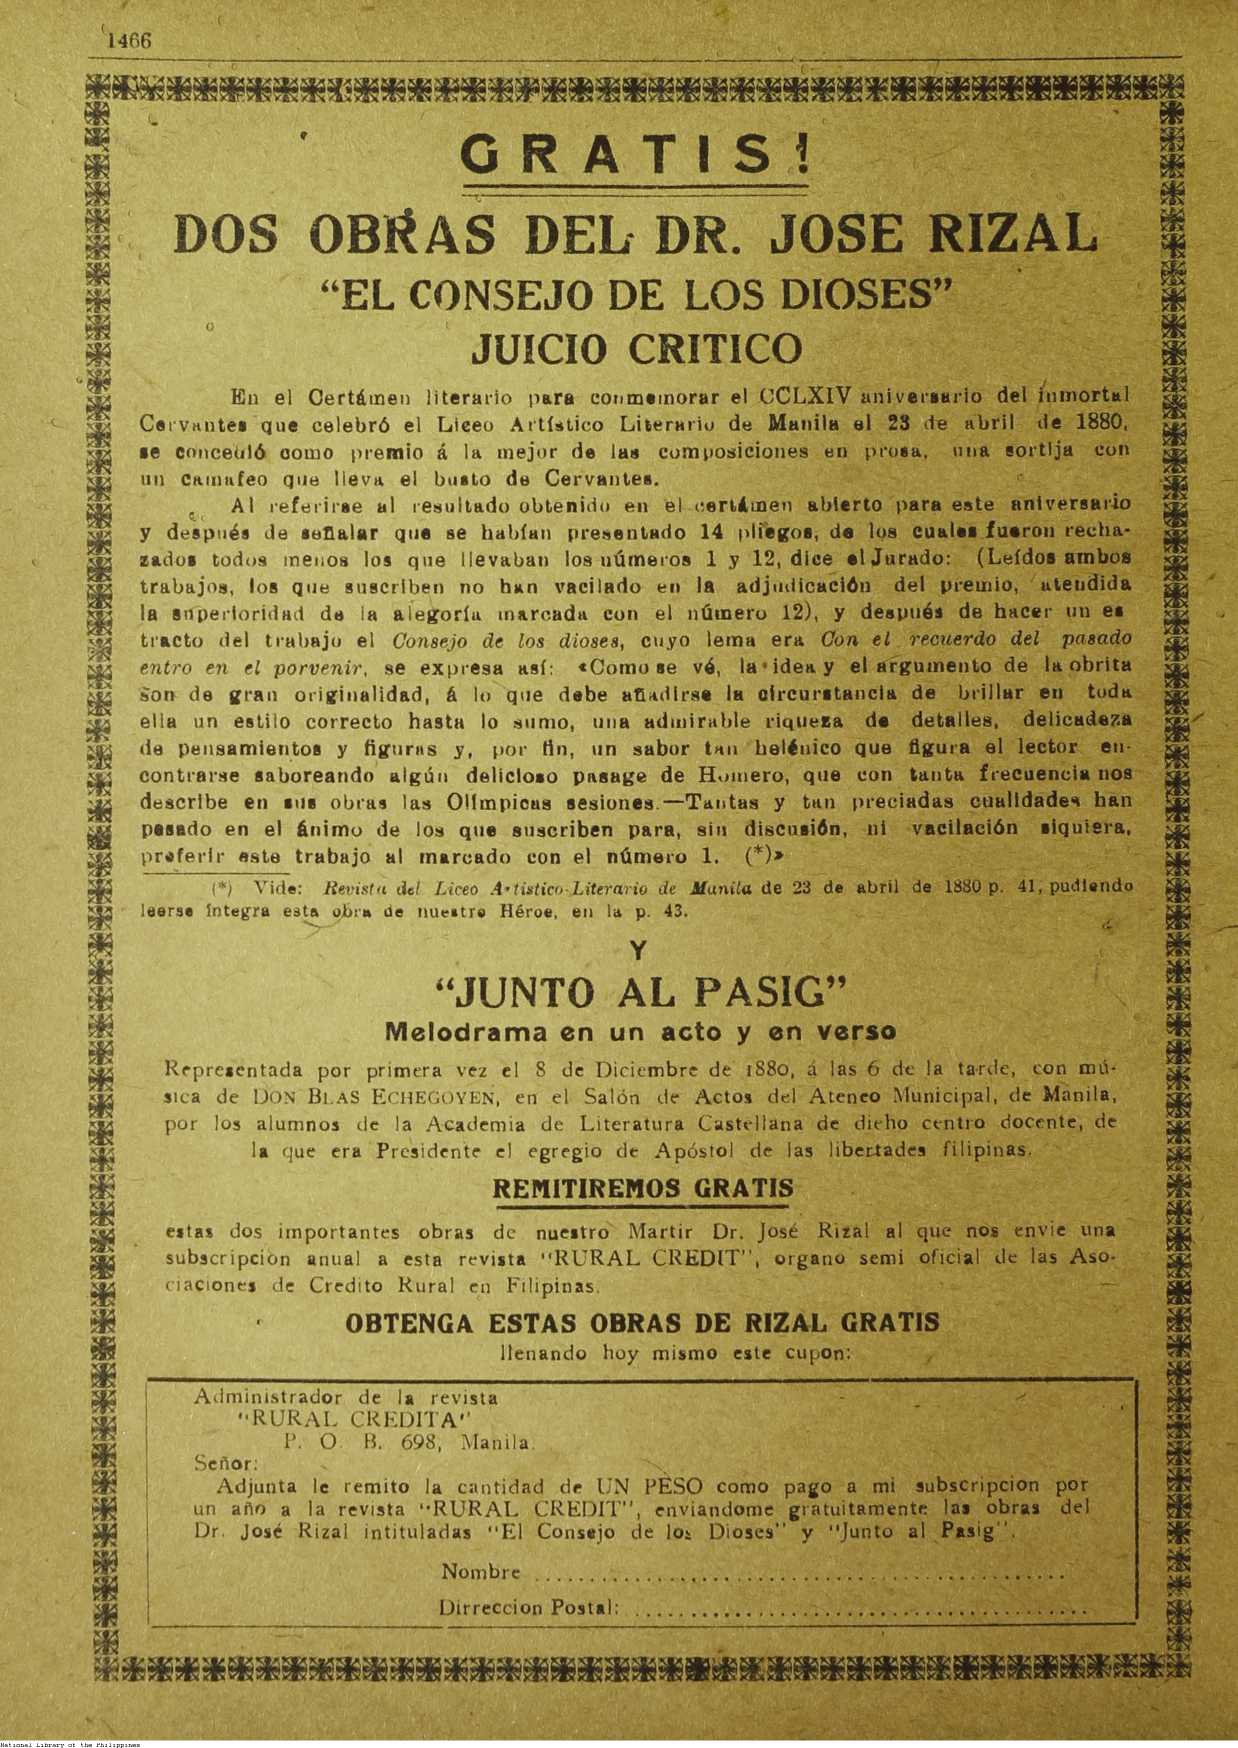 1466
GRATIS!
DOS OBRAS DEL DR. JOSE RIZAL
“EL CONSEJO DE LOS DIOSES”
JUICIO CRITICO
En el Certámen literario para conmemorar el CCLXIV aniversario del inmortal
Cervantes que celebró el Liceo Artístico Literario de Manila el 23 de abril de 1880,
se concedió como premio á la mejor de las composiciones en prosa, una sortija con
un camafeo que lleva el busto de Cervantes.
Al referirse al resultado obtenido en el certámen abierto para este aniversario
y después de señalar que se habían presentado 14 pliegos, de los cuales fueron recha-
zados todos menos los que llevaban los números 1 y 12, dice el Jurado: (Leídos ambos
trabajos, los que suscriben no han vacilado en la adjudicación del premio, atendida
la superioridad de la alegoría marcada con el número 12), y después de hacer un es
tracto del trabajo el Consejo de los dioses, cuyo lema era Con el recuerdo del pasado
entro en el porvenir, se expresa así: «Como se vé, la idea y el argumento de la obrita
son de gran originalidad, á lo que debe añadirse la circurstancia de brillar en toda
ella un estilo correcto hasta lo sumo, una admirable riqueza de detalles, delicadeza
de pensamientos y figuras y, por fin, un sabor tan helénico que figura el lector en-
contrarse saboreando algún delicioso pasage de Homero, que con tanta frecuencia nos
describe en sus obras las Olímpicas sesiones.—Tantas y tan preciadas cualidades han
pesado en el ánimo de los que suscriben para, sin discusión, ni vacilación siquiera,
preferir este trabajo al marcado con el número 1. (*)»
(*) Vide: Revista del Liceo Artistico-Literario de Manila de 23 de abril de 1880 p. 41, pudiendo
leerse íntegra esta obra de nuestro Héroe, en la p. 43.
Y
“JUNTO AL PASIG”
Melodrama en un acto y en verso
Representada por primera vez el 8 de Diciembre de 1880, á las 6 de la tarde, con mú-
sica de DON BLAS ECHEGOYEN, en el Salón de Actos del Ateneo Municipal, de Manila,
por los alumnos de la Academia de Literatura Castellana de dicho centro docente, de
la que era Presidente el egregio de Apóstol de las libertades filipinas.
REMITIREMOS GRATIS
estas dos importantes obras de nuestro Martir Dr. José Rizal al que nos envie una
subscripción anual a esta revista "RURAL CREDIT", organo semi oficial de las Aso-
ciaciones de Credito Rural en Filipinas.
OBTENGA ESTAS OBRAS DE RIZAL GRATIS
llenando hoy mismo este cupon:
Administrador de la revista
"RURAL CREDITA"
P. O. B. 698, Manila.
Señor:
Adjunta le remito la cantidad de UN PESO como pago a mi subscripcion por
un año a la revista "RURAL CREDIT", enviandome gratuitamente las obras del
Dr. José Rizal intituladas "El Consejo de los Dioses" y "Junto al Pasig".
Nombre ..................................................
Dirreccion Postal: ........................................
National Library of the Philippines